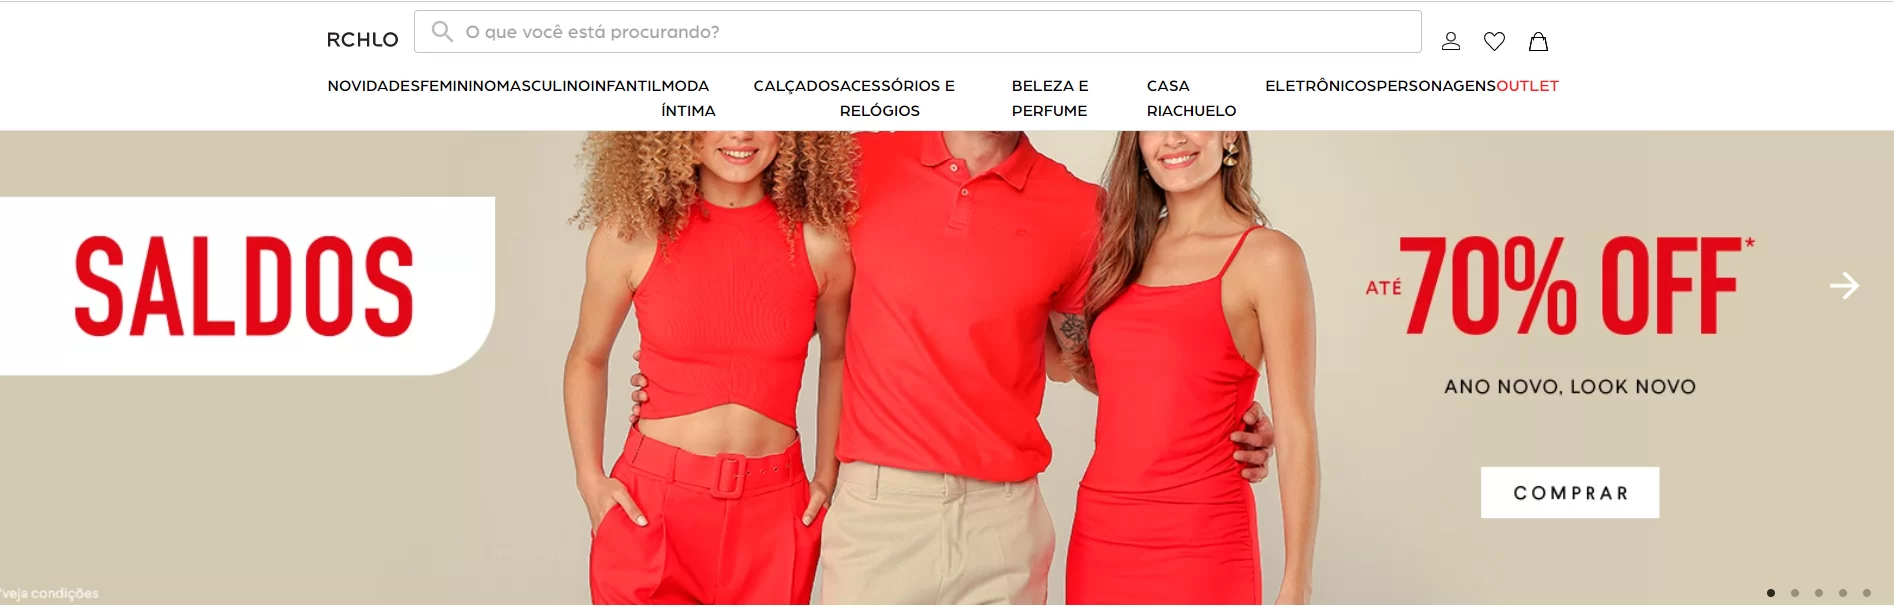 RCHLO
O que você está procurando?
NOVIDADES
FEMININO
MASCULINO
INFANTIL
MODA
ÍNTIMA
CALÇADOS
ACESSÓRIOS E
RELÓGIOS
BELEZA E
PERFUME
CASA
RIACHUELO
ELETRÔNICOS
PERSONAGENS
OUTLET
SALDOS
ATÉ 70% OFF*
ANO NOVO, LOOK NOVO
COMPRAR
*veja condições